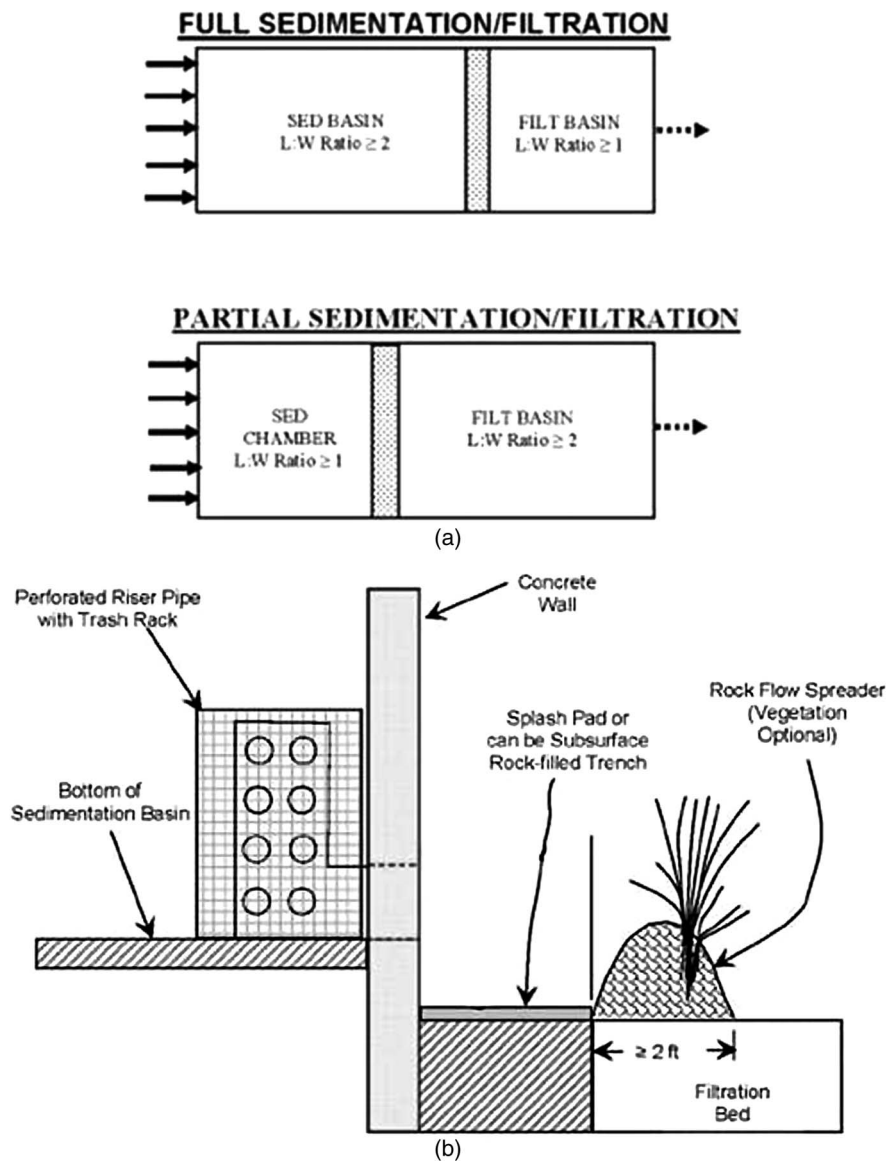 FULL SEDIMENTATION/FILTRATION
SED BASIN
L:W Ratio ≥ 2
FILT BASIN
L:W Ratio ≥ 1
PARTIAL SEDIMENTATION/FILTRATION
SED
CHAMBER
L:W Ratio ≥ 1
FILT BASIN
L:W Ratio ≥ 2
(a)
Perforated Riser Pipe
with Trash Rack
Concrete
Wall
Rock Flow Spreader
(Vegetation
Optional)
Splash Pad or
can be Subsurface
Rock-filled Trench
Bottom of
Sedimentation Basin
≥ 2 ft
Filtration
Bed
(b)